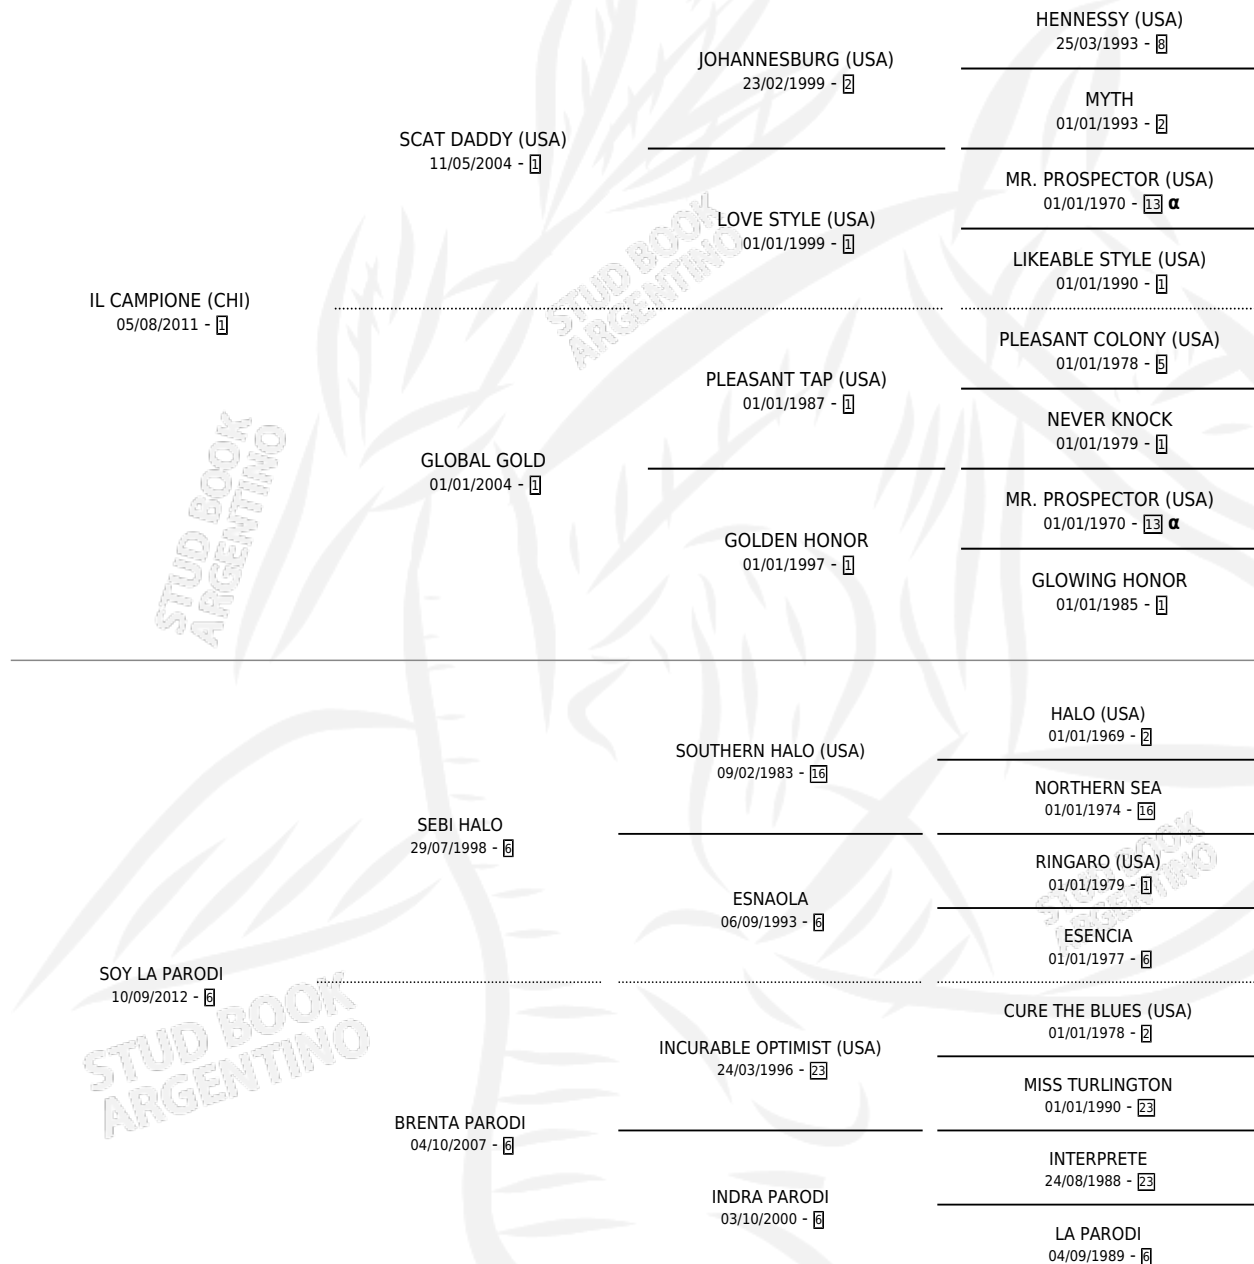 HENNESSY (USA)
25/03/1993 - 8
JOHANNESBURG (USA)
23/02/1999 - 2
MYTH
01/01/1993 - 2
SCAT DADDY (USA)
11/05/2004 - 1
MR. PROSPECTOR (USA)
01/01/1970 - 13 α
LOVE STYLE (USA)
01/01/1999 - 1
LIKEABLE STYLE (USA)
01/01/1990 - 1
IL CAMPIONE (CHI)
05/08/2011 - 1
PLEASANT COLONY (USA)
01/01/1978 - 5
PLEASANT TAP (USA)
01/01/1987 - 1
NEVER KNOCK
01/01/1979 - 1
GLOBAL GOLD
01/01/2004 - 1
MR. PROSPECTOR (USA)
01/01/1970 - 13 α
GOLDEN HONOR
01/01/1997 - 1
GLOWING HONOR
01/01/1985 - 1
HALO (USA)
01/01/1969 - 2
SOUTHERN HALO (USA)
09/02/1983 - 16
NORTHERN SEA
01/01/1974 - 16
SEBI HALO
29/07/1998 - 6
RINGARO (USA)
01/01/1979 - 1
ESNAOLA
06/09/1993 - 6
ESENCIA
01/01/1977 - 6
SOY LA PARODI
10/09/2012 - 6
CURE THE BLUES (USA)
01/01/1978 - 2
INCURABLE OPTIMIST (USA)
24/03/1996 - 23
MISS TURLINGTON
01/01/1990 - 23
BRENTA PARODI
04/10/2007 - 6
INTERPRETE
24/08/1988 - 23
INDRA PARODI
03/10/2000 - 6
LA PARODI
04/09/1989 - 6
STUD BOOK
ARGENTINO
STUD BOOK
ARGENTINO
STUD BOOK
ARGENTINO
STUD BOOK
ARGENTINO